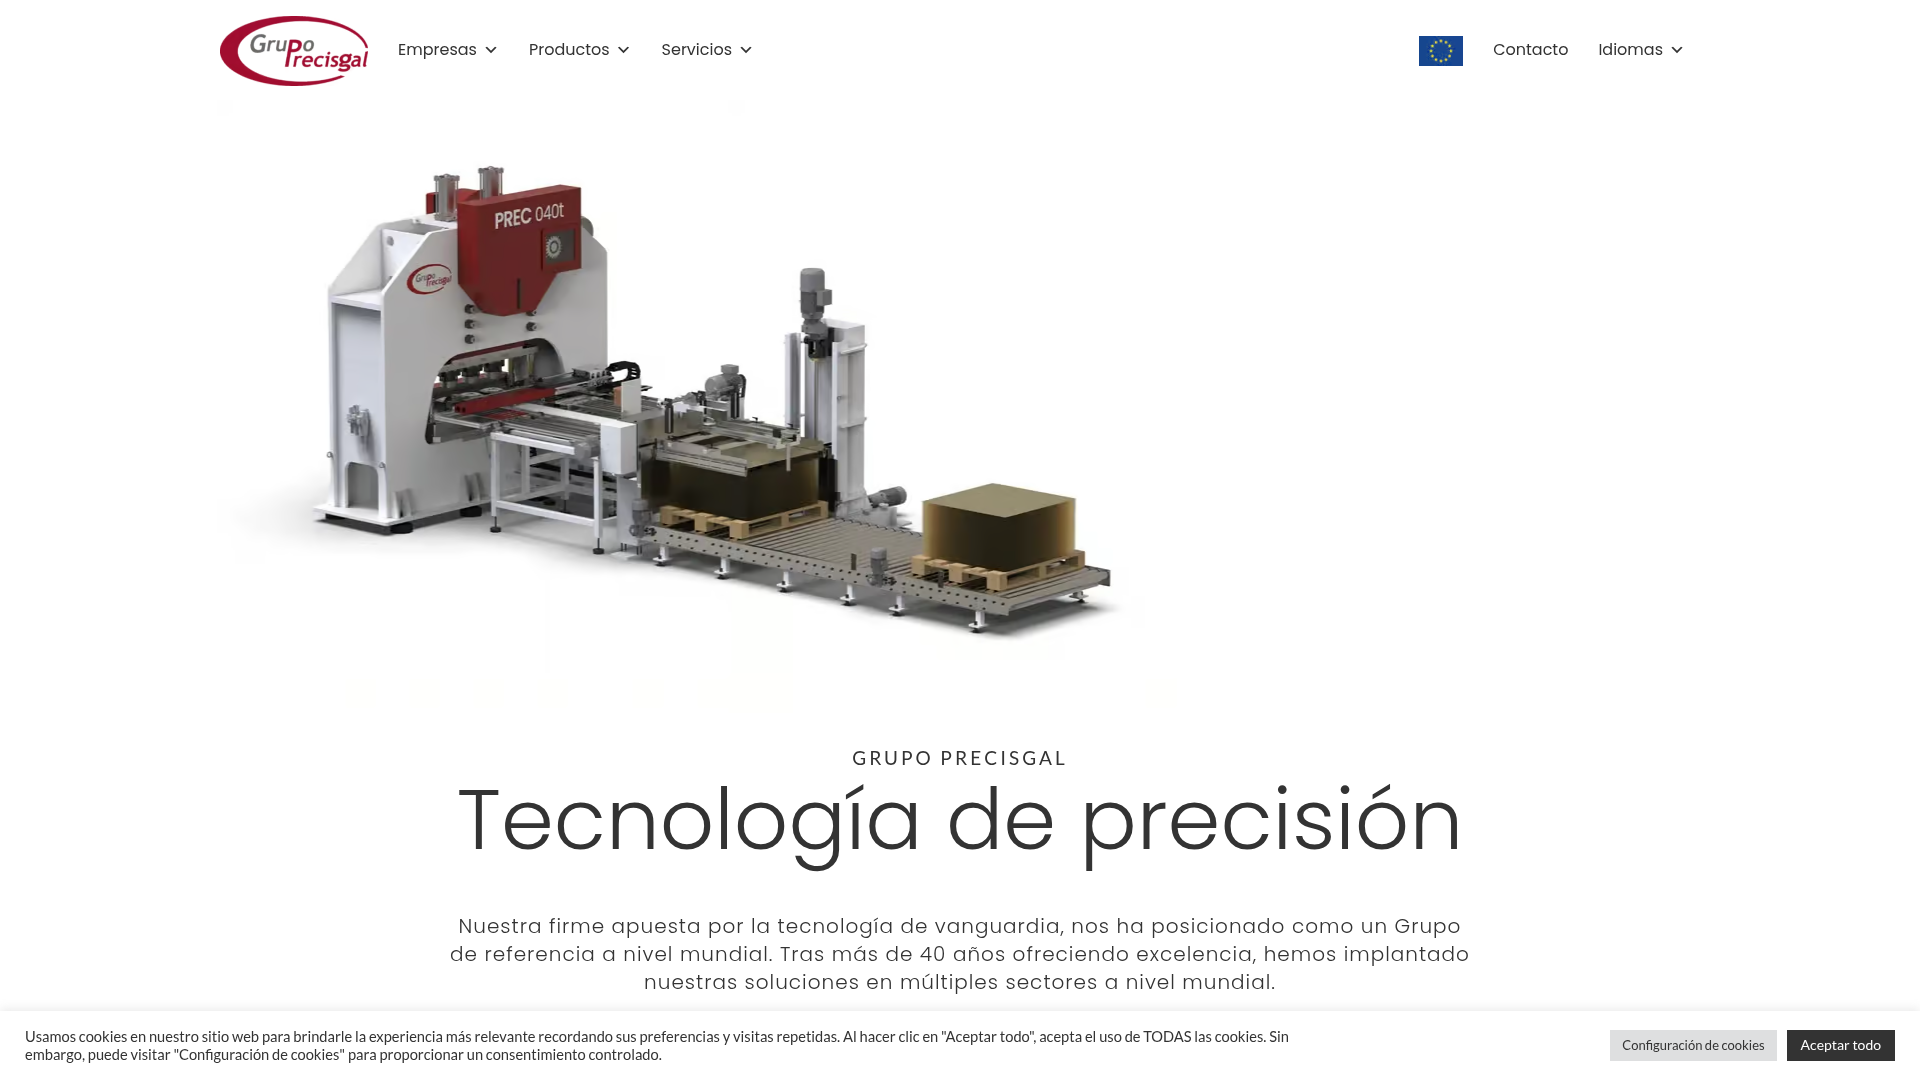 Grupo
Precisgal
Empresas
Productos
Servicios
Contacto
Idiomas
PREC 040t
Grupo
Precisgal
GRUPO PRECISGAL
Tecnología de precisión
Nuestra firme apuesta por la tecnología de vanguardia, nos ha posicionado como un Grupo
de referencia a nivel mundial. Tras más de 40 años ofreciendo excelencia, hemos implantado
nuestras soluciones en múltiples sectores a nivel mundial.
Usamos cookies en nuestro sitio web para brindarle la experiencia más relevante recordando sus preferencias y visitas repetidas. Al hacer clic en "Aceptar todo", acepta el uso de TODAS las cookies. Sin
embargo, puede visitar "Configuración de cookies" para proporcionar un consentimiento controlado.
Configuración de cookies
Aceptar todo